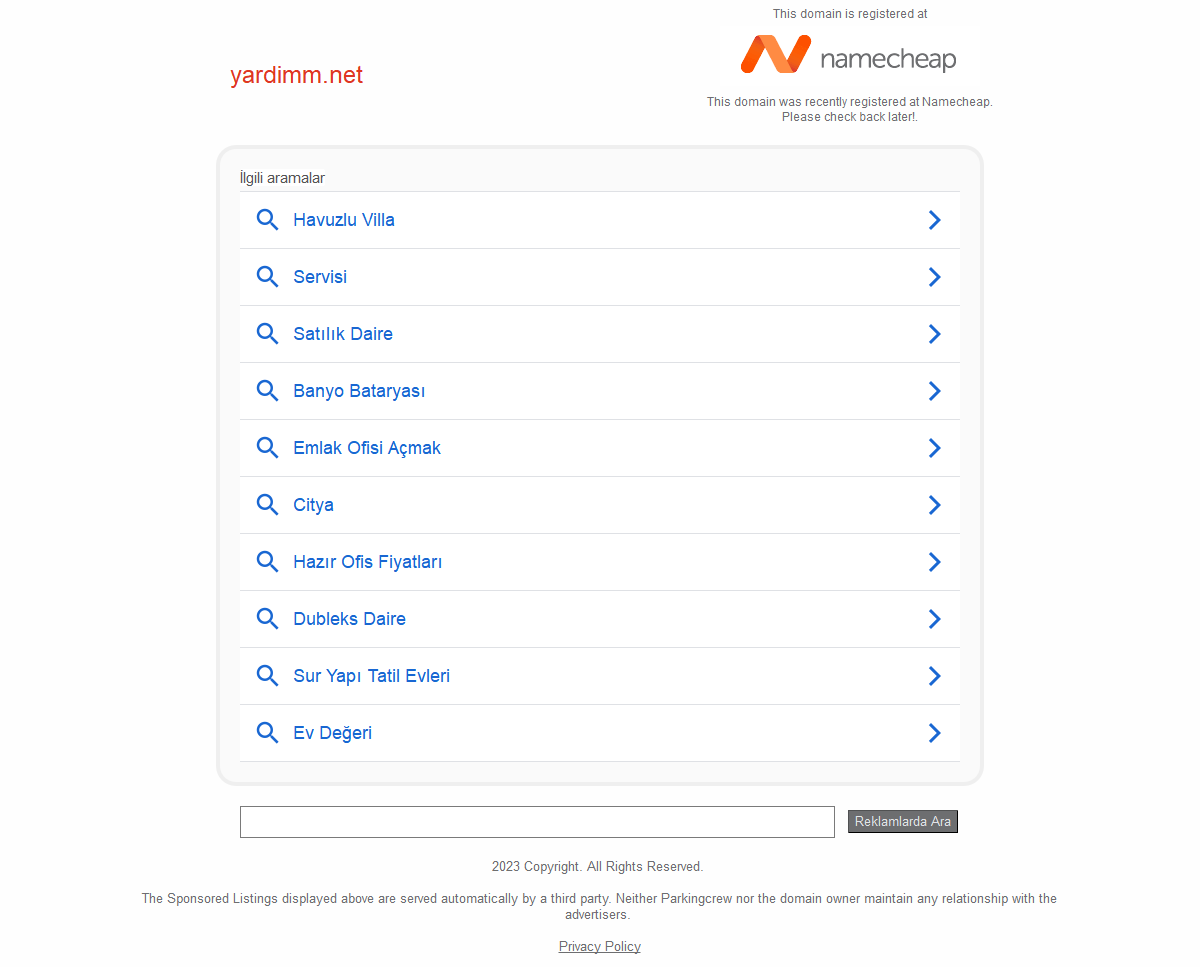 This domain is registered at
namecheap
yardimm.net
This domain was recently registered at Namecheap.
Please check back later!.
İlgili aramalar
Havuzlu Villa
Servisi
Satılık Daire
Banyo Bataryası
Emlak Ofisi Açmak
Citya
Hazır Ofis Fiyatları
Dubleks Daire
Sur Yapı Tatil Evleri
Ev Değeri
Reklamlarda Ara
2023 Copyright. All Rights Reserved.
The Sponsored Listings displayed above are served automatically by a third party. Neither Parkingcrew nor the domain owner maintain any relationship with the
advertisers.
Privacy Policy